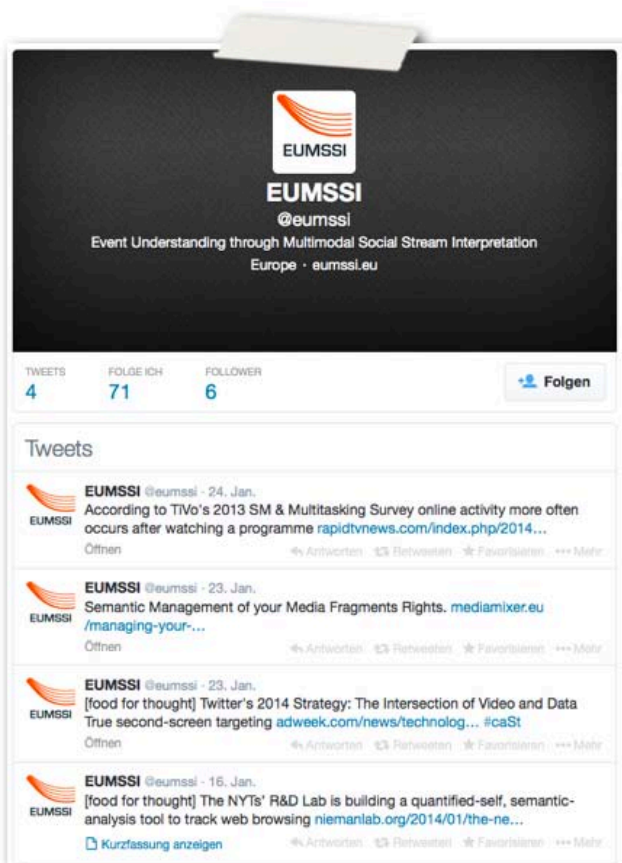 EUMSSI
EUMSSI
@eumssi
Event Understanding through Multimodal Social Stream Interpretation
Europe · eumssi.eu
TWEETS FOLGE ICH FOLLOWER
4 71 6
Folgen
Tweets
EUMSSI
EUMSSI @eumssi · 24. Jan.
According to TiVo's 2013 SM & Multitasking Survey online activity more often
occurs after watching a programme rapidtvnews.com/index.php/2014...
Öffnen Antworten Retweeten Favorisieren Mehr
EUMSSI
EUMSSI @eumssi · 23. Jan.
Semantic Management of your Media Fragments Rights. mediamixer.eu
/managing-your-...
Öffnen Antworten Retweeten Favorisieren Mehr
EUMSSI
EUMSSI @eumssi · 23. Jan.
[food for thought] Twitter's 2014 Strategy: The Intersection of Video and Data
True second-screen targeting adweek.com/news/technolog... #caSt
Öffnen Antworten Retweeten Favorisieren Mehr
EUMSSI
EUMSSI @eumssi · 16. Jan.
[food for thought] The NYTs' R&D Lab is building a quantified-self, semantic-
analysis tool to track web browsing niemanlab.org/2014/01/the-ne...
Kurzfassung anzeigen Antworten Retweeten Favorisieren Mehr